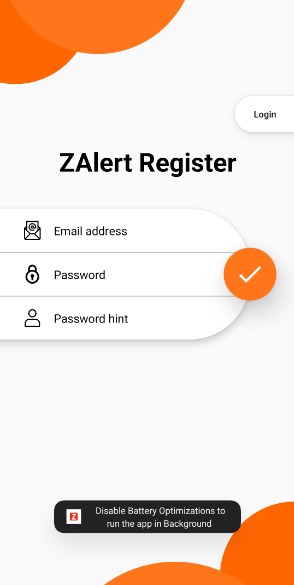 Login
ZAlert Register
Email address
Password
Password hint
Z
Disable Battery Optimizations to
run the app in Background